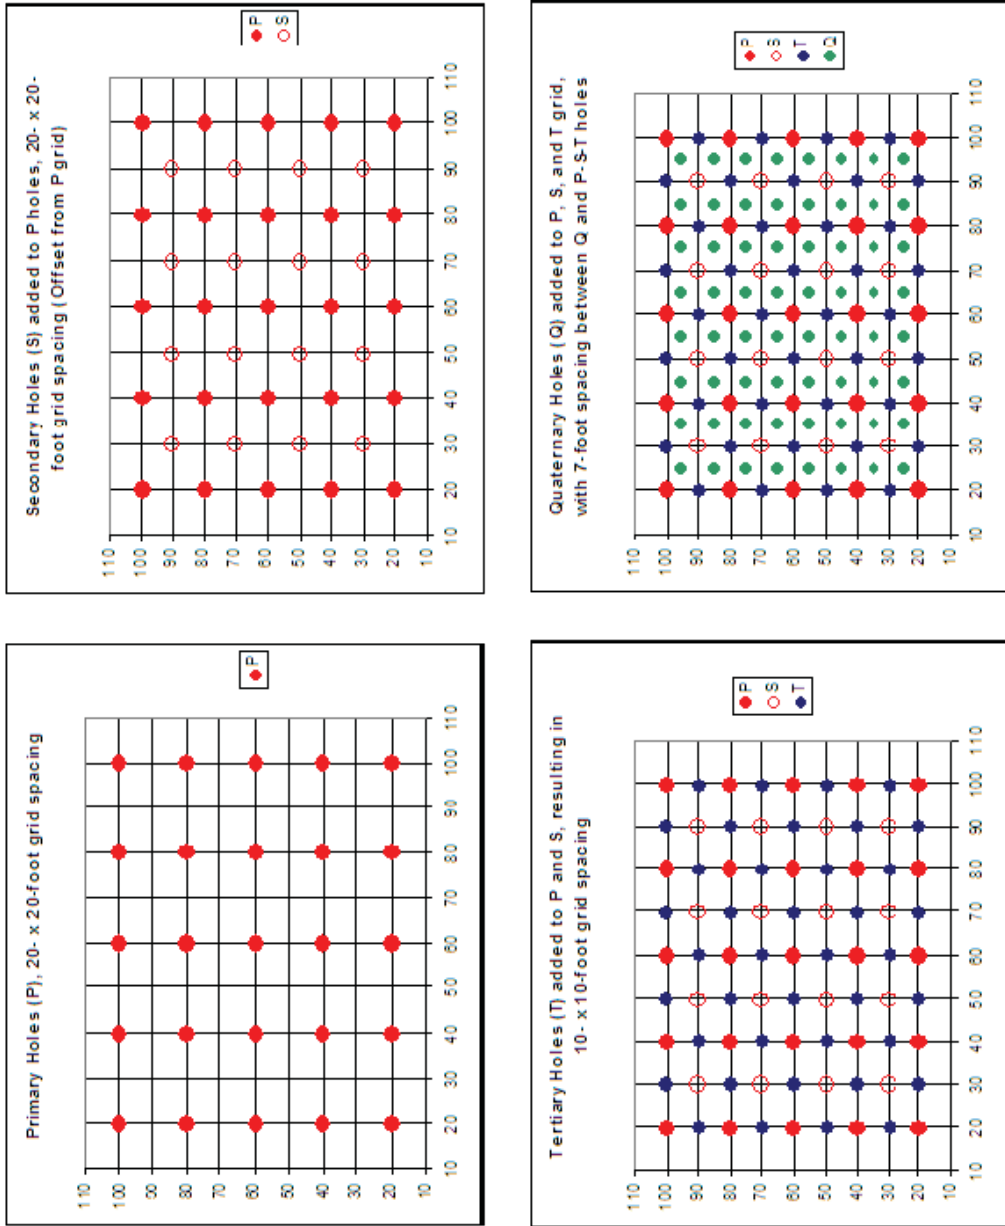 Primary Holes (P), 20- x 20-foot grid spacing
110
100
90
80
70
60
50
40
30
20
10
10 20 30 40 50 60 70 80 90 100 110
P
Secondary Holes (S) added to P holes, 20- x 20-
foot grid spacing (Offset from P grid)
110
100
90
80
70
60
50
40
30
20
10
10 20 30 40 50 60 70 80 90 100 110
P
S
Tertiary Holes (T) added to P and S, resulting in
10- x 10-foot grid spacing
110
100
90
80
70
60
50
40
30
20
10
10 20 30 40 50 60 70 80 90 100 110
P
S
T
Quaternary Holes (Q) added to P, S, and T grid,
with 7-foot spacing between Q and P-S-T holes
110
100
90
80
70
60
50
40
30
20
10
10 20 30 40 50 60 70 80 90 100 110
P
S
T
Q